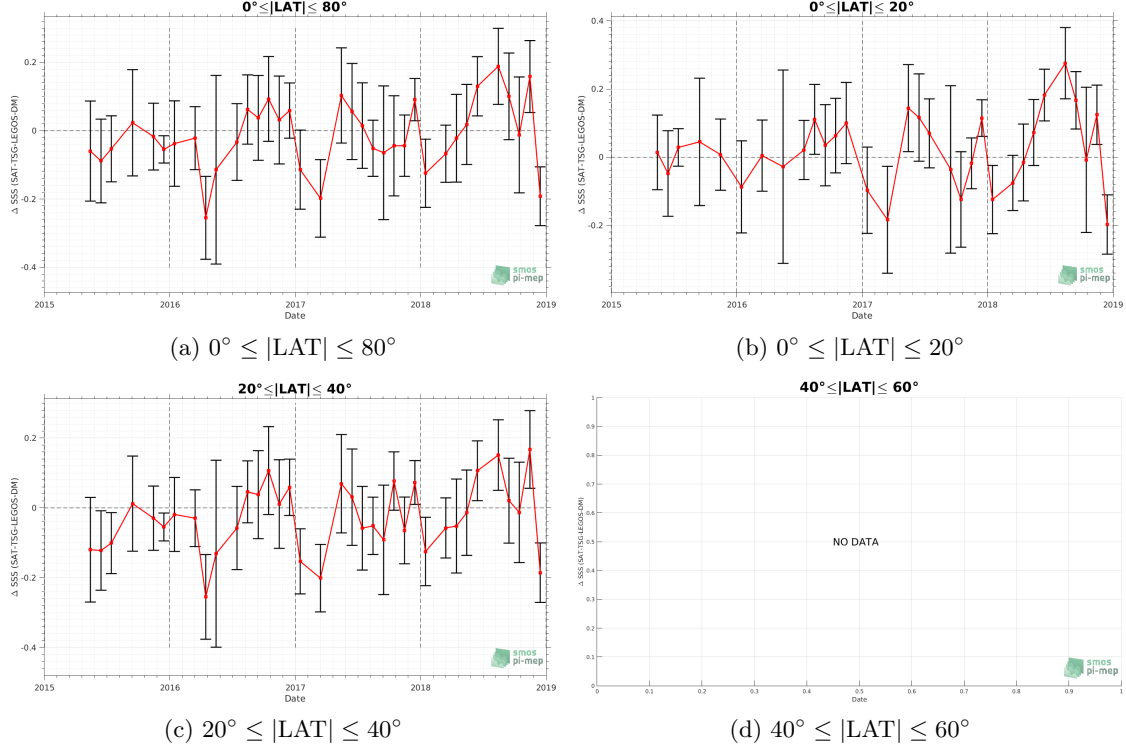 0°≤|LAT|≤ 80°
Δ SSS (SAT-TSG-LEGOS-DM)
0.2
0
-0.2
-0.4
2015 2016 2017 2018 2019
Date
smos
pi-mep
(a) 0° ≤ |LAT| ≤ 80°
0°≤|LAT|≤ 20°
Δ SSS (SAT-TSG-LEGOS-DM)
0.4
0.2
0
-0.2
2015 2016 2017 2018 2019
Date
smos
pi-mep
(b) 0° ≤ |LAT| ≤ 20°
20°≤|LAT|≤ 40°
Δ SSS (SAT-TSG-LEGOS-DM)
0.2
0
-0.2
-0.4
2015 2016 2017 2018 2019
Date
smos
pi-mep
(c) 20° ≤ |LAT| ≤ 40°
40°≤|LAT|≤ 60°
Δ SSS (SAT-TSG-LEGOS-DM)
1
0.9
0.8
0.7
0.6
0.5
0.4
0.3
0.2
0.1
0
NO DATA
0 0.1 0.2 0.3 0.4 0.5 0.6 0.7 0.8 0.9 1
Date
smos
pi-mep
(d) 40° ≤ |LAT| ≤ 60°